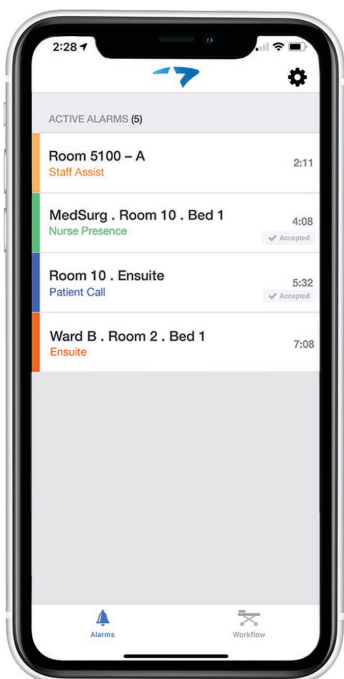 2:28
ACTIVE ALARMS (5)
Room 5100 – A
Staff Assist
2:11
MedSurg . Room 10 . Bed 1
Nurse Presence
4:08
Accepted
Room 10 . Ensuite
Patient Call
5:32
Accepted
Ward B . Room 2 . Bed 1
Ensuite
7:08
Alarms
Workflow